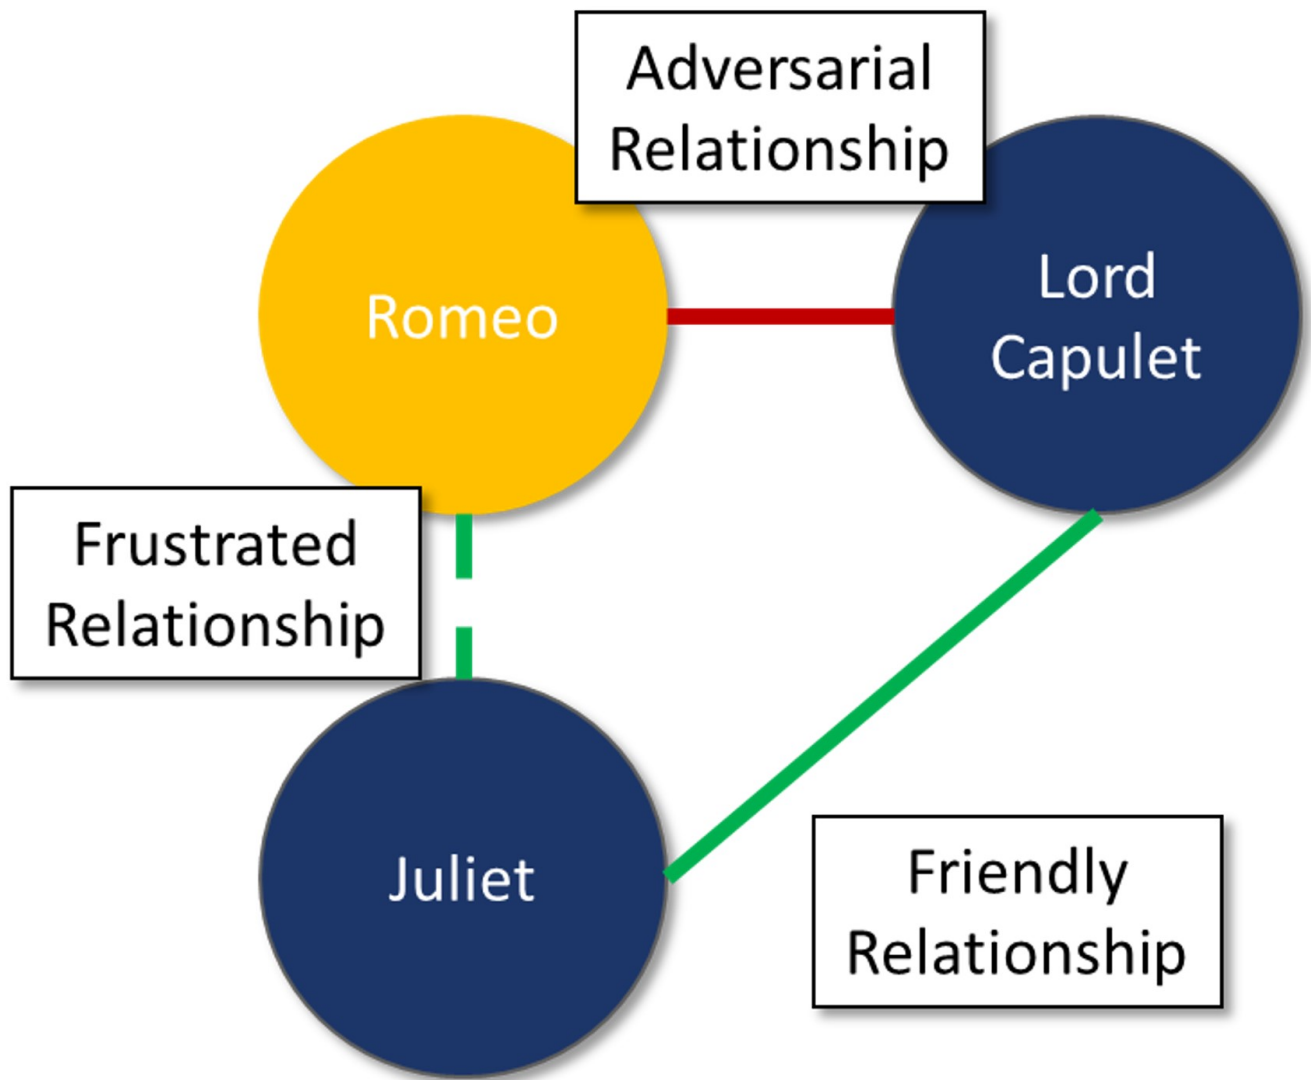 Adversarial
Relationship
Romeo
Lord
Capulet
Frustrated
Relationship
Juliet
Friendly
Relationship